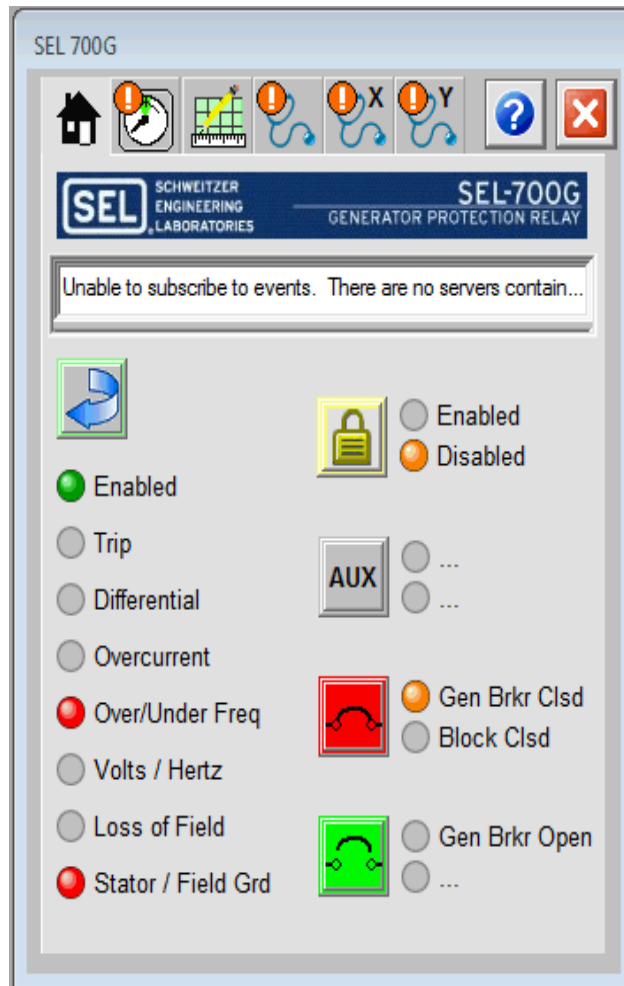 SEL 700G
X
Y
SEL
SCHWEITZER
ENGINEERING
LABORATORIES
SEL-700G
GENERATOR PROTECTION RELAY
Unable to subscribe to events. There are no servers contain...
Enabled
Disabled
Enabled
Trip
Differential
Overcurrent
Over/Under Freq
Volts / Hertz
Loss of Field
Stator / Field Grd
AUX
...
...
Gen Brkr Clsd
Block Clsd
Gen Brkr Open
...